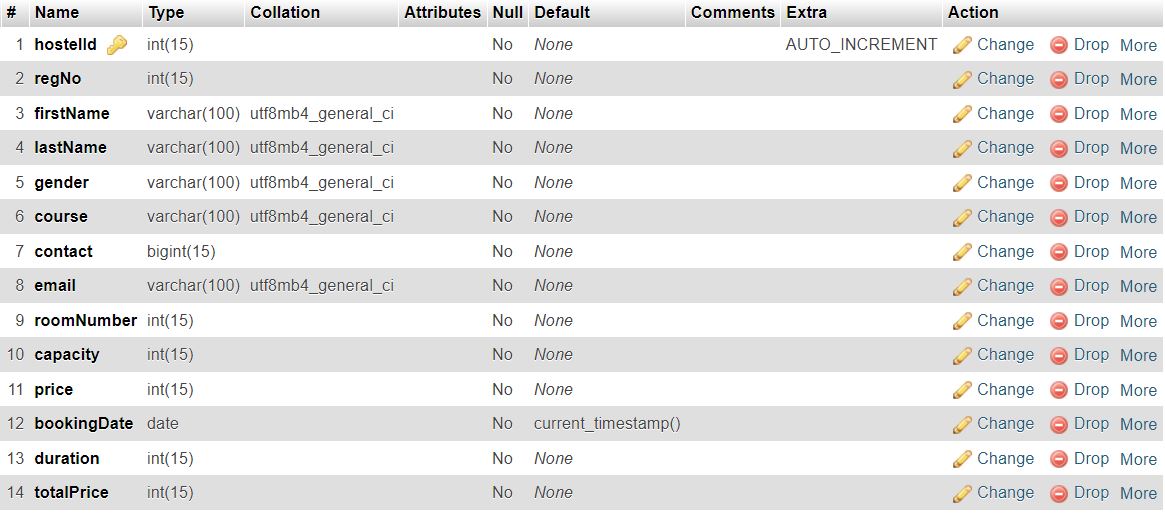 # Name Type Collation Attributes Null Default Comments Extra Action
1 hostelId int(15) No None AUTO_INCREMENT Change Drop More
2 regNo int(15) No None Change Drop More
3 firstName varchar(100) utf8mb4_general_ci No None Change Drop More
4 lastName varchar(100) utf8mb4_general_ci No None Change Drop More
5 gender varchar(100) utf8mb4_general_ci No None Change Drop More
6 course varchar(100) utf8mb4_general_ci No None Change Drop More
7 contact bigint(15) No None Change Drop More
8 email varchar(100) utf8mb4_general_ci No None Change Drop More
9 roomNumber int(15) No None Change Drop More
10 capacity int(15) No None Change Drop More
11 price int(15) No None Change Drop More
12 bookingDate date No current_timestamp() Change Drop More
13 duration int(15) No None Change Drop More
14 totalPrice int(15) No None Change Drop More